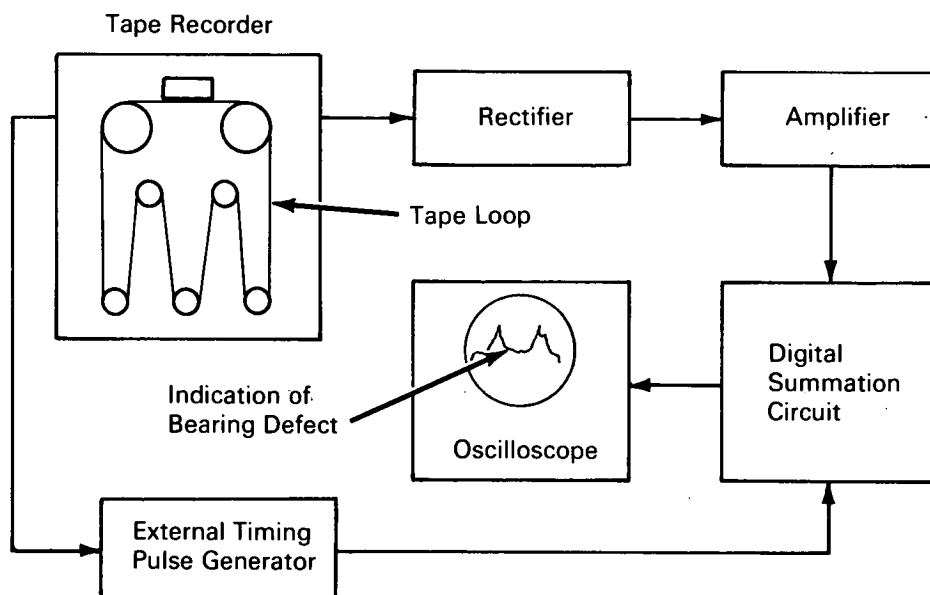 Tape Recorder
Rectifier
Amplifier
Tape Loop
Indication of
Bearing Defect
Oscilloscope
Digital
Summation
Circuit
External Timing
Pulse Generator